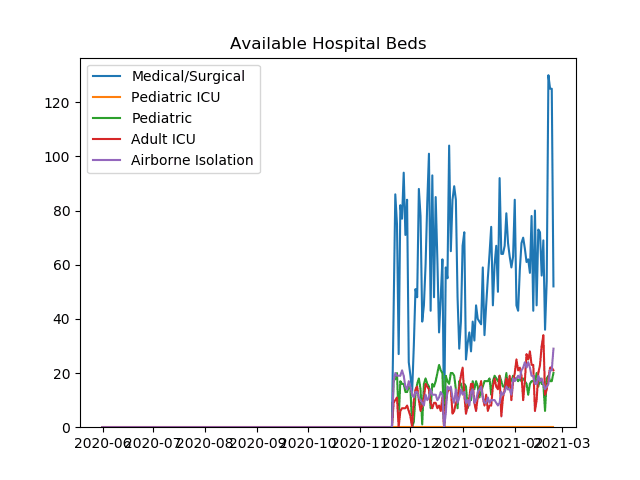 Available Hospital Beds
Medical/Surgical
Pediatric ICU
Pediatric
Adult ICU
Airborne Isolation
120
100
80
60
40
20
0
2020-06 2020-07 2020-08 2020-09 2020-10 2020-11 2020-12 2021-01 2021-02 2021-03